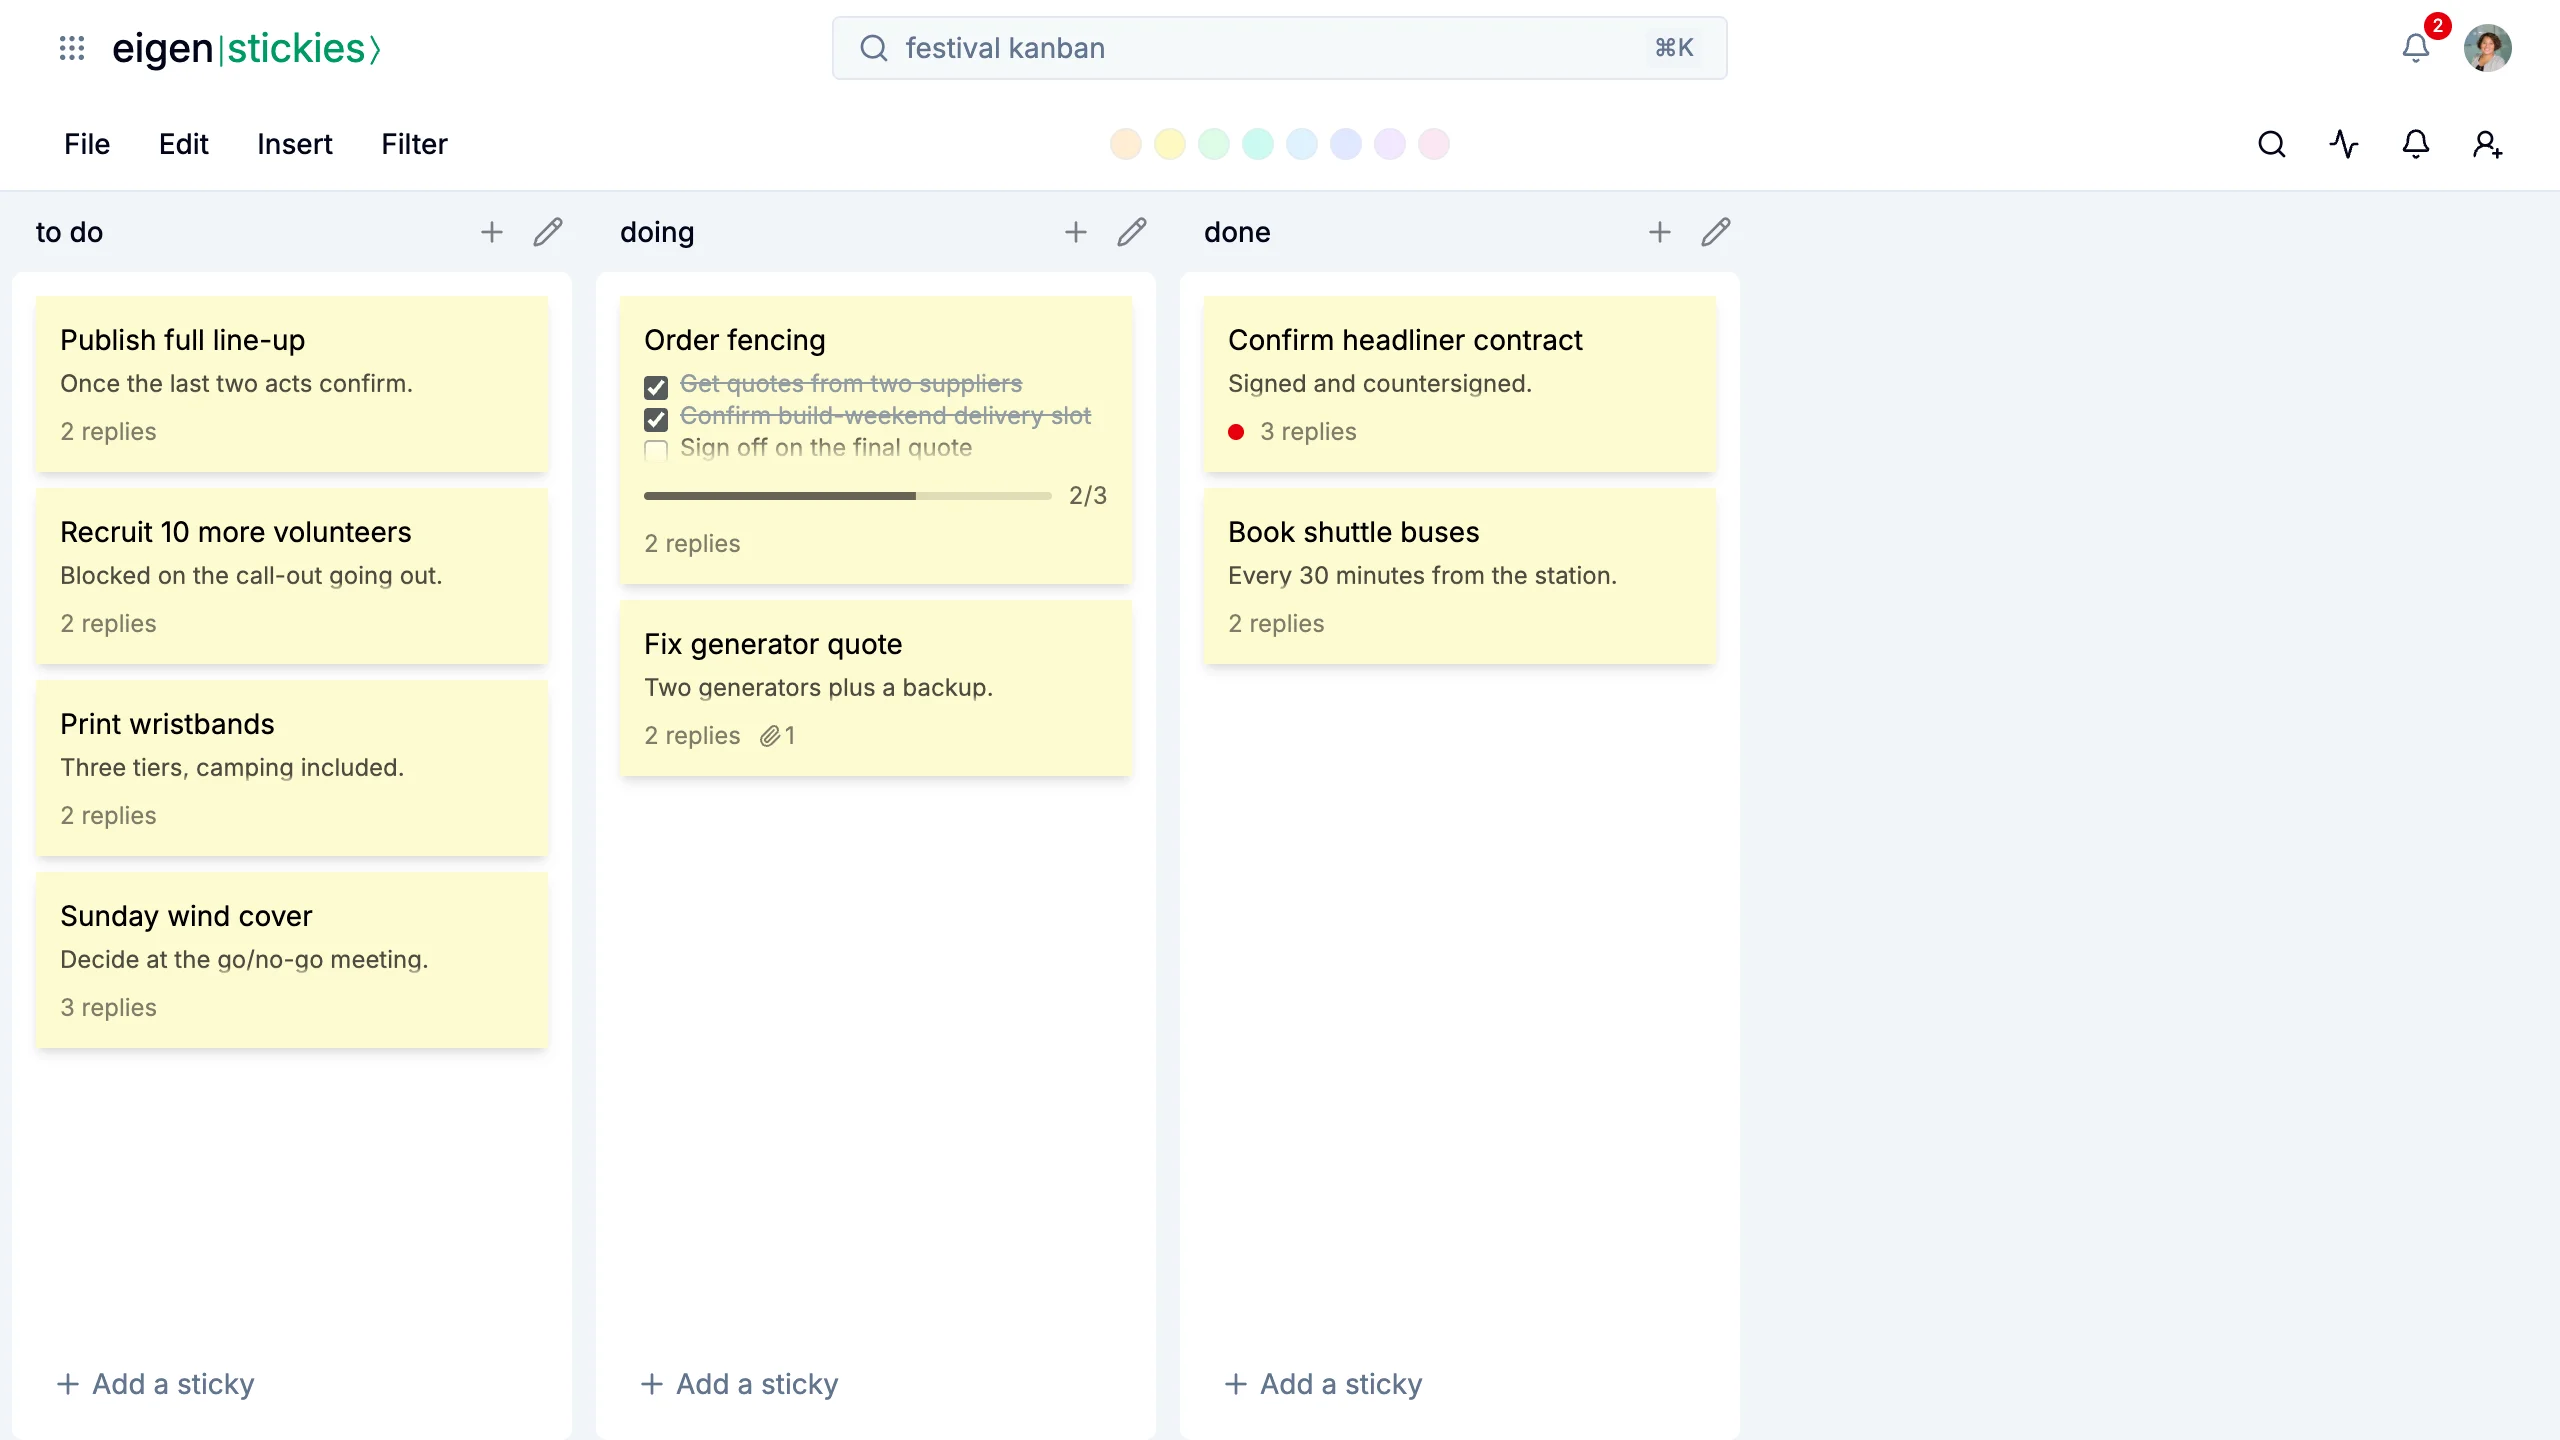 eigen|stickies⟩
festival kanban
⌘K
2
File
Edit
Insert
Filter
to do
Publish full line-up
Once the last two acts confirm.
2 replies
Recruit 10 more volunteers
Blocked on the call-out going out.
2 replies
Print wristbands
Three tiers, camping included.
2 replies
Sunday wind cover
Decide at the go/no-go meeting.
3 replies
Add a sticky
doing
Order fencing
Get quotes from two suppliers
Confirm build-weekend delivery slot
Sign off on the final quote
2/3
2 replies
Fix generator quote
Two generators plus a backup.
2 replies 1
Add a sticky
done
Confirm headliner contract
Signed and countersigned.
3 replies
Book shuttle buses
Every 30 minutes from the station.
2 replies
Add a sticky